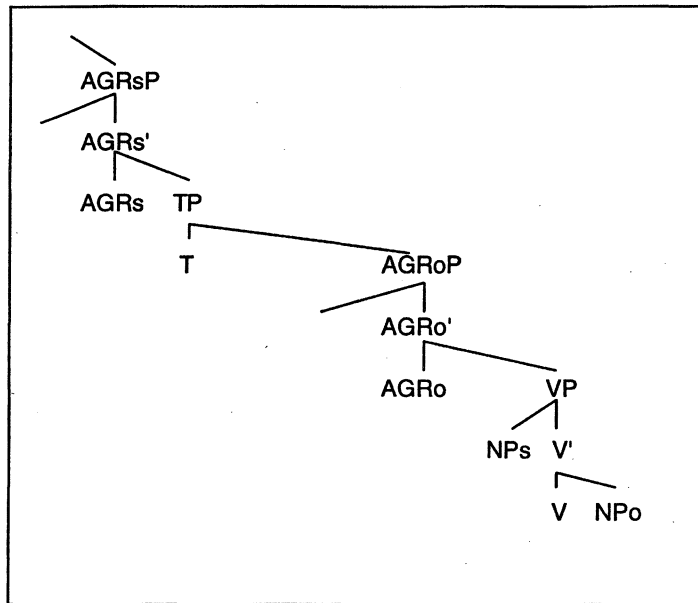 AGRsP
AGRs'
AGRs TP
T AGRoP
AGRo'
AGRo VP
NPs V'
V NPo